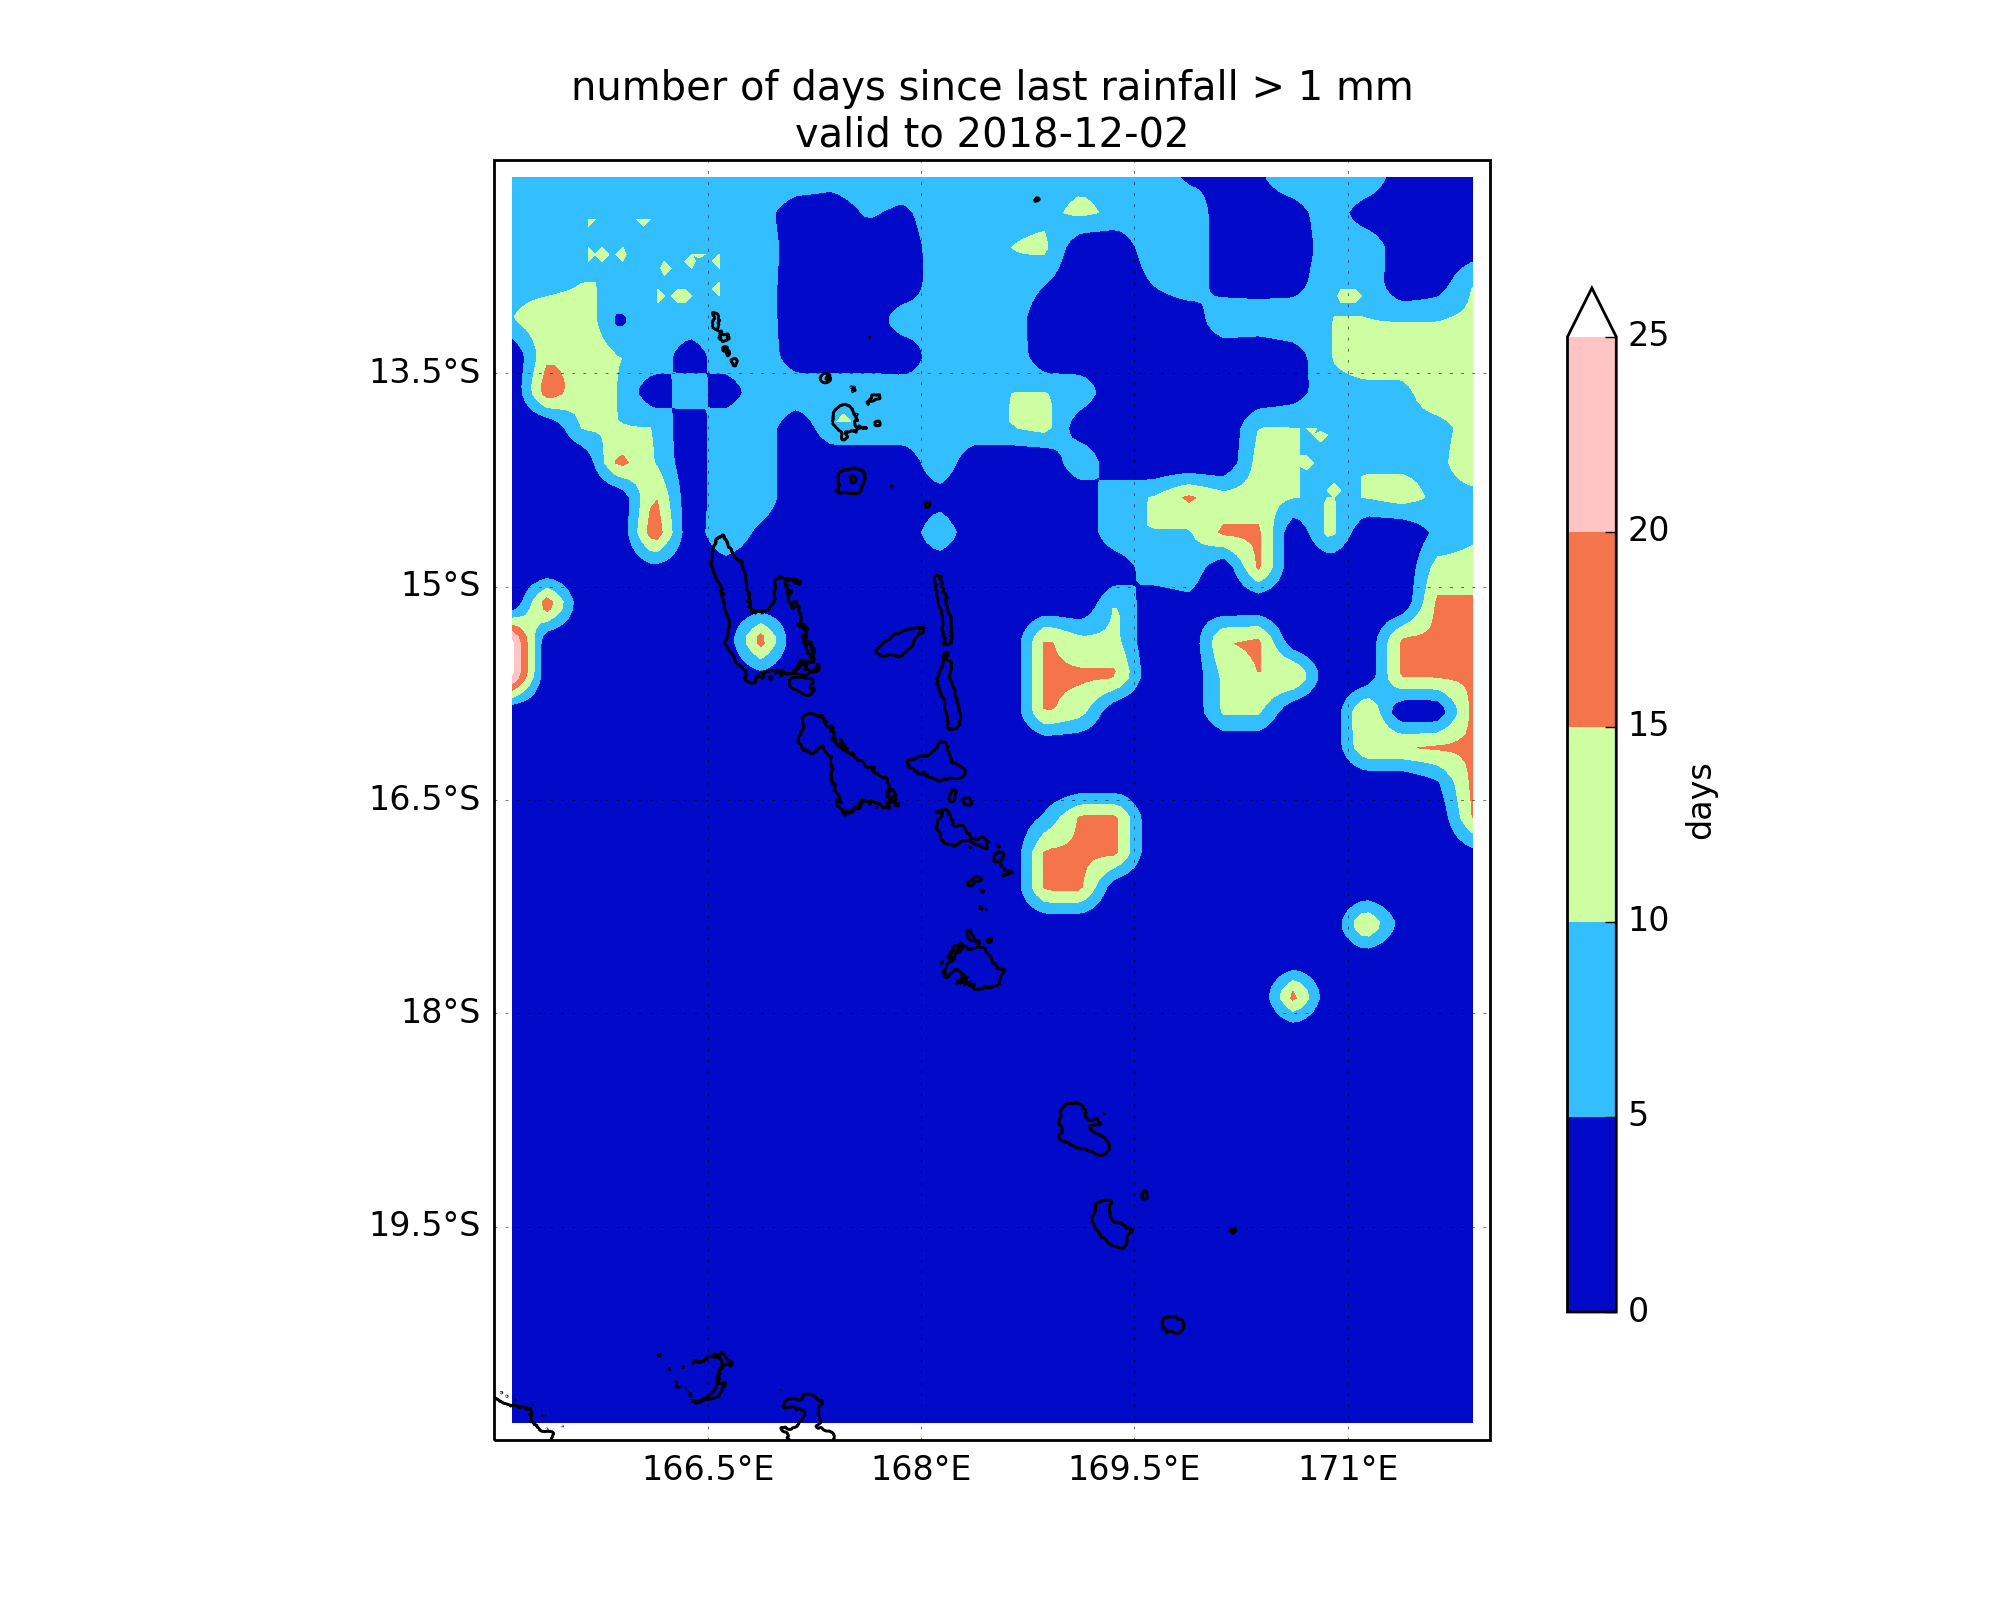 number of days since last rainfall > 1 mm
valid to 2018-12-02
13.5°S
15°S
16.5°S
18°S
19.5°S
166.5°E
168°E
169.5°E
171°E
25
20
15
10
5
0
days